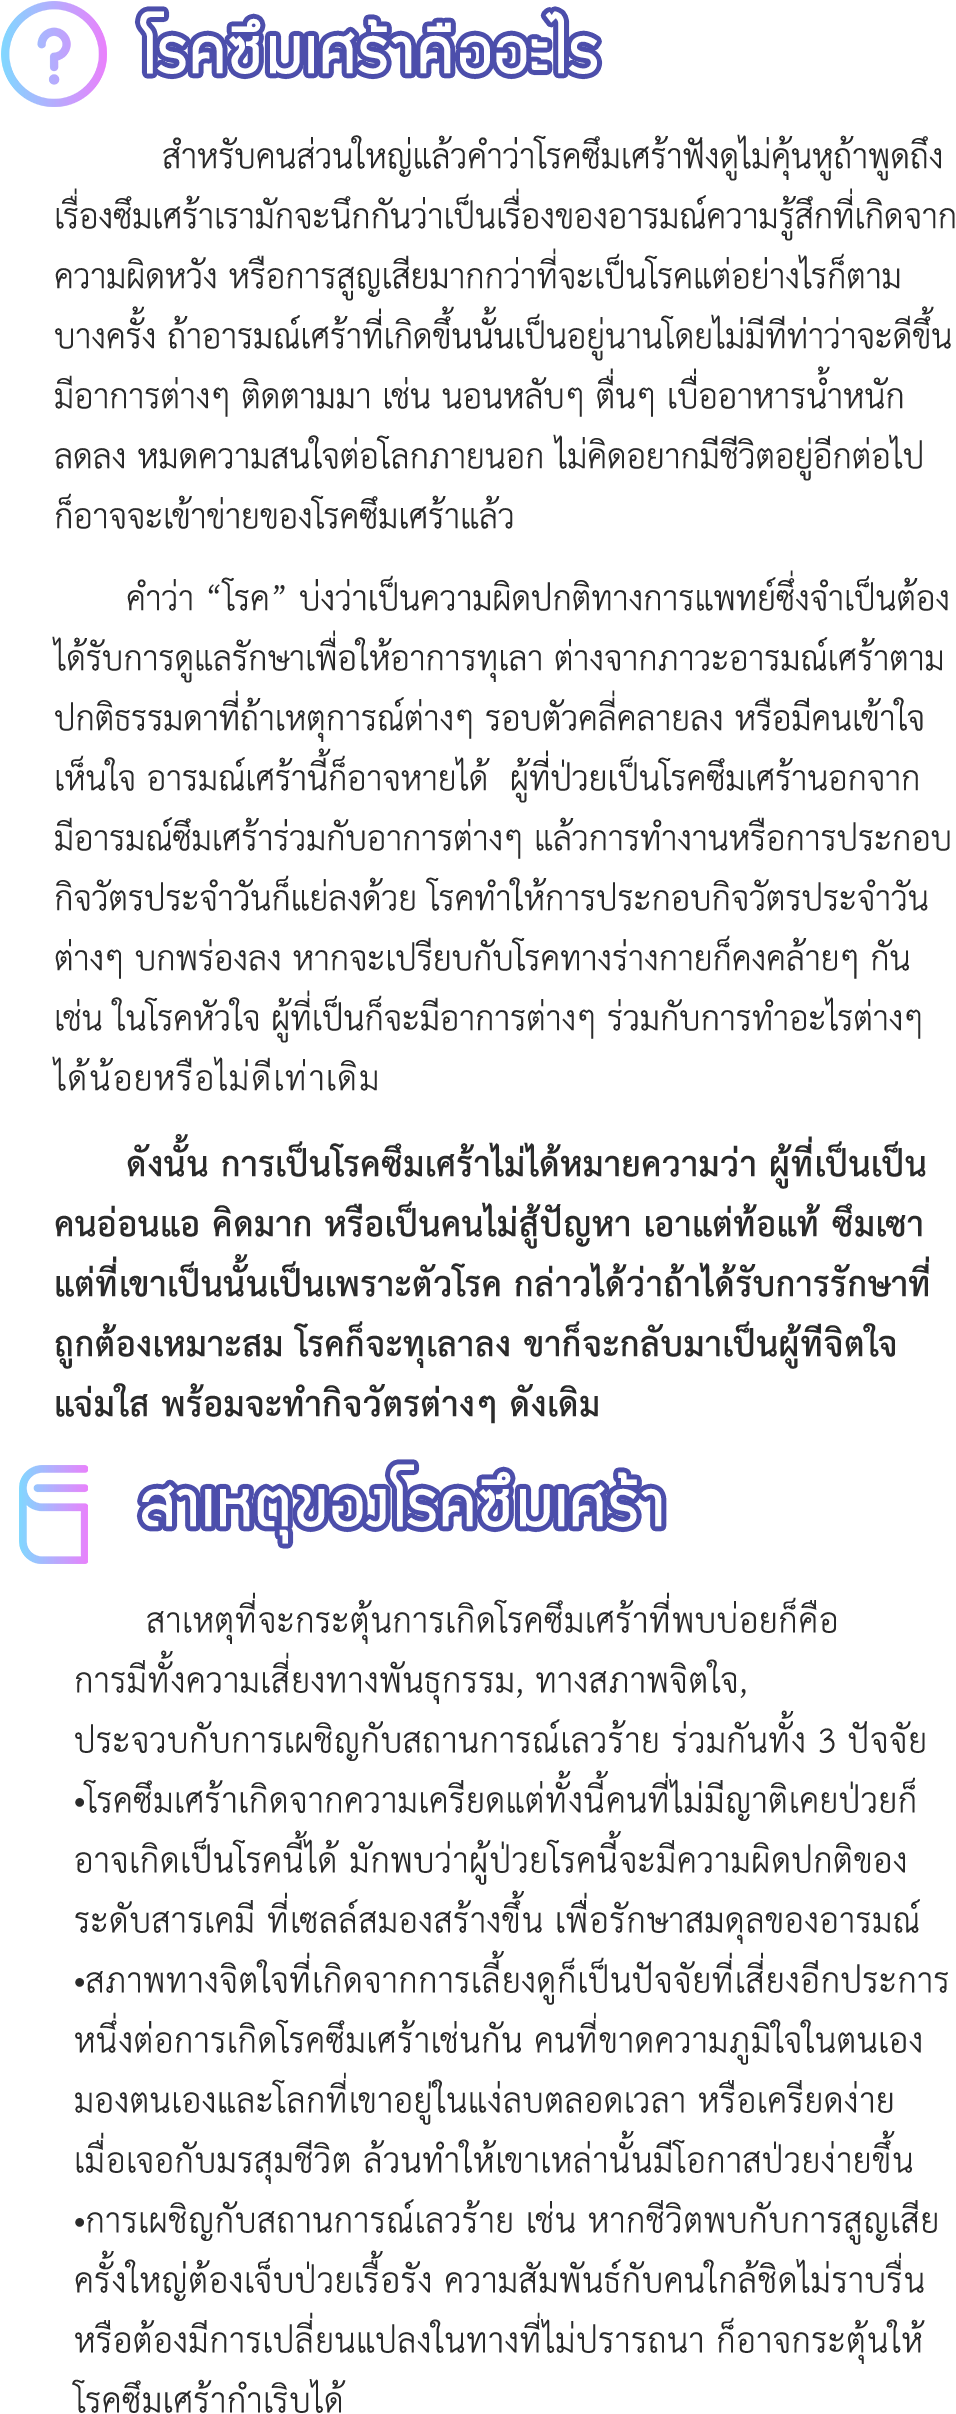 โรคซึมเศร้าคืออะไร
สำหรับคนส่วนใหญ่แล้วคำว่าโรคซึมเศร้าฟังดูไม่คุ้นหูถ้าพูดถึง
เรื่องซึมเศร้าเรามักจะนึกกันว่าเป็นเรื่องของอารมณ์ความรู้สึกที่เกิดจาก
ความผิดหวัง หรือการสูญเสียมากกว่าที่จะเป็นโรคแต่อย่างไรก็ตาม
บางครั้ง ถ้าอารมณ์เศร้าที่เกิดขึ้นนั้นเป็นอยู่นานโดยไม่มีทีท่าว่าจะดีขึ้น
มีอาการต่างๆ ติดตามมา เช่น นอนหลับๆ ตื่นๆ เบื่ออาหารน้ำหนัก
ลดลง หมดความสนใจต่อโลกภายนอก ไม่คิดอยากมีชีวิตอยู่อีกต่อไป
ก็อาจจะเข้าข่ายของโรคซึมเศร้าแล้ว
คำว่า “โรค” บ่งว่าเป็นความผิดปกติทางการแพทย์ซึ่งจำเป็นต้อง
ได้รับการดูแลรักษาเพื่อให้อาการทุเลา ต่างจากภาวะอารมณ์เศร้าตาม
ปกติธรรมดาที่ถ้าเหตุการณ์ต่างๆ รอบตัวคลี่คลายลง หรือมีคนเข้าใจ
เห็นใจ อารมณ์เศร้านี้ก็อาจหายได้ ผู้ที่ป่วยเป็นโรคซึมเศร้านอกจาก
มีอารมณ์ซึมเศร้าร่วมกับอาการต่างๆ แล้วการทำงานหรือการประกอบ
กิจวัตรประจำวันก็แย่ลงด้วย โรคทำให้การประกอบกิจวัตรประจำวัน
ต่างๆ บกพร่องลง หากจะเปรียบกับโรคทางร่างกายก็คงคล้ายๆ กัน
เช่น ในโรคหัวใจ ผู้ที่เป็นก็จะมีอาการต่างๆ ร่วมกับการทำอะไรต่างๆ
ได้น้อยหรือไม่ดีเท่าเดิม
ดังนั้น การเป็นโรคซึมเศร้าไม่ได้หมายความว่า ผู้ที่เป็นเป็น
คนอ่อนแอ คิดมาก หรือเป็นคนไม่สู้ปัญหา เอาแต่ท้อแท้ ซึมเซา
แต่ที่เขาเป็นนั้นเป็นเพราะตัวโรค กล่าวได้ว่าถ้าได้รับการรักษาที่
ถูกต้องเหมาะสม โรคก็จะทุเลาลง ขาก็จะกลับมาเป็นผู้ทีจิตใจ
แจ่มใส พร้อมจะทำกิจวัตรต่างๆ ดังเดิม
สาเหตุของโรคซึมเศร้า
สาเหตุที่จะกระตุ้นการเกิดโรคซึมเศร้าที่พบบ่อยก็คือ
การมีทั้งความเสี่ยงทางพันธุกรรม, ทางสภาพจิตใจ,
ประจวบกับการเผชิญกับสถานการณ์เลวร้าย ร่วมกันทั้ง 3 ปัจจัย
•โรคซึมเศร้าเกิดจากความเครียดแต่ทั้งนี้คนที่ไม่มีญาติเคยป่วยก็
อาจเกิดเป็นโรคนี้ได้ มักพบว่าผู้ป่วยโรคนี้จะมีความผิดปกติของ
ระดับสารเคมี ที่เซลล์สมองสร้างขึ้น เพื่อรักษาสมดุลของอารมณ์
•สภาพทางจิตใจที่เกิดจากการเลี้ยงดูก็เป็นปัจจัยที่เสี่ยงอีกประการ
หนึ่งต่อการเกิดโรคซึมเศร้าเช่นกัน คนที่ขาดความภูมิใจในตนเอง
มองตนเองและโลกที่เขาอยู่ในแง่ลบตลอดเวลา หรือเครียดง่าย
เมื่อเจอกับมรสุมชีวิต ล้วนทำให้เขาเหล่านั้นมีโอกาสป่วยง่ายขึ้น
•การเผชิญกับสถานการณ์เลวร้าย เช่น หากชีวิตพบกับการสูญเสีย
ครั้งใหญ่ต้องเจ็บป่วยเรื้อรัง ความสัมพันธ์กับคนใกล้ชิดไม่ราบรื่น
หรือต้องมีการเปลี่ยนแปลงในทางที่ไม่ปรารถนา ก็อาจกระตุ้นให้
โรคซึมเศร้ากำเริบได้